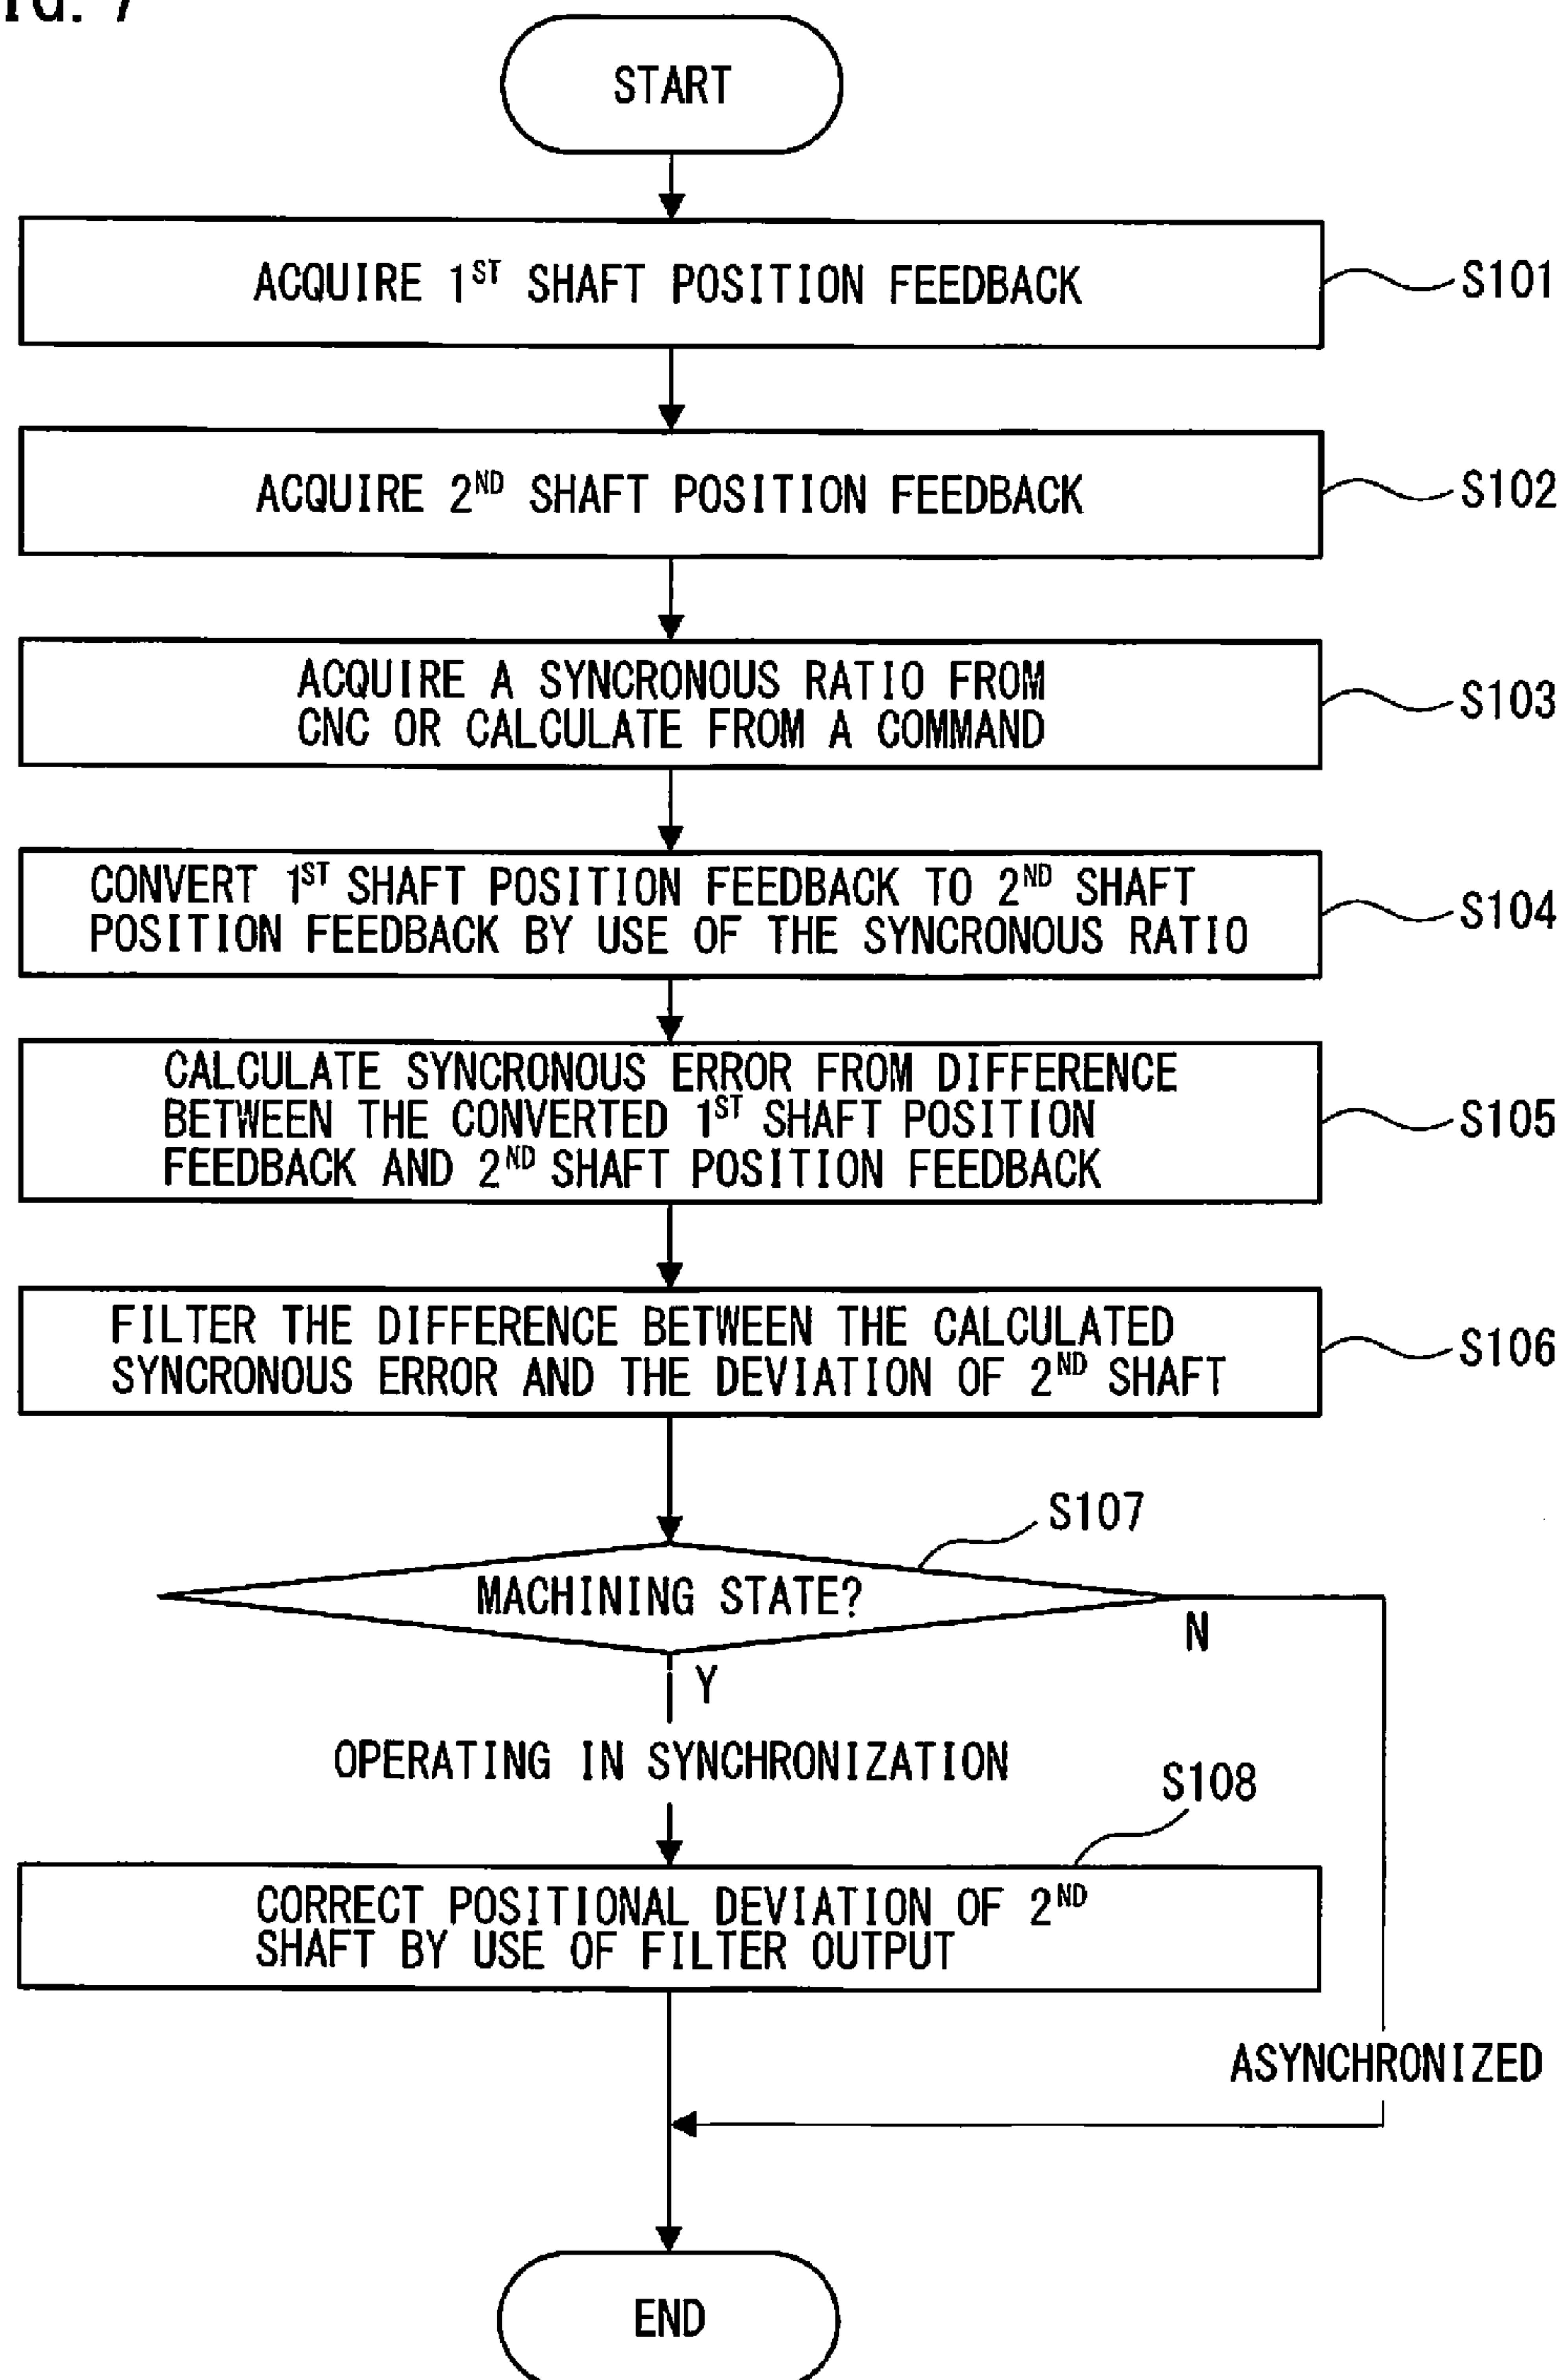 START
ACQUIRE 1ST SHAFT POSITION FEEDBACK
S101
ACQUIRE 2ND SHAFT POSITION FEEDBACK
S102
ACQUIRE A SYNCRONOUS RATIO FROM
CNC OR CALCULATE FROM A COMMAND
S103
CONVERT 1ST SHAFT POSITION FEEDBACK TO 2ND SHAFT
POSITION FEEDBACK BY USE OF THE SYNCRONOUS RATIO
S104
CALCULATE SYNCRONOUS ERROR FROM DIFFERENCE
BETWEEN THE CONVERTED 1ST SHAFT POSITION
FEEDBACK AND 2ND SHAFT POSITION FEEDBACK
S105
FILTER THE DIFFERENCE BETWEEN THE CALCULATED
SYNCRONOUS ERROR AND THE DEVIATION OF 2ND SHAFT
S106
S107
MACHINING STATE?
N
Y
OPERATING IN SYNCHRONIZATION
S108
CORRECT POSITIONAL DEVIATION OF 2ND
SHAFT BY USE OF FILTER OUTPUT
ASYNCHRONIZED
END